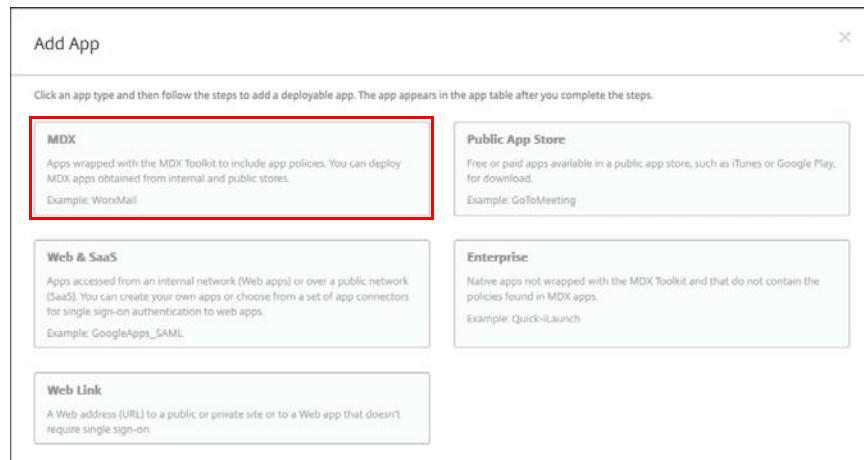 Add App
Click an app type and then follow the steps to add a deployable app. The app appears in the app table after you complete the steps.
MDX
Apps wrapped with the MDX Toolkit to include app policies. You can deploy
MDX apps obtained from internal and public stores.
Example: WorxMail
Public App Store
Free or paid apps available in a public app store, such as iTunes or Google Play,
for download.
Example: GoToMeeting
Web & SaaS
Apps accessed from an internal network (Web apps) or over a public network
(SaaS). You can create your own apps or choose from a set of app connectors
for single sign-on authentication to web apps.
Example: GoogleApps_SAML
Enterprise
Native apps not wrapped with the MDX Toolkit and that do not contain the
policies found in MDX apps.
Example: Quick-iLaunch
Web Link
A Web address (URL) to a public or private site or to a Web app that doesn't
require single sign-on.